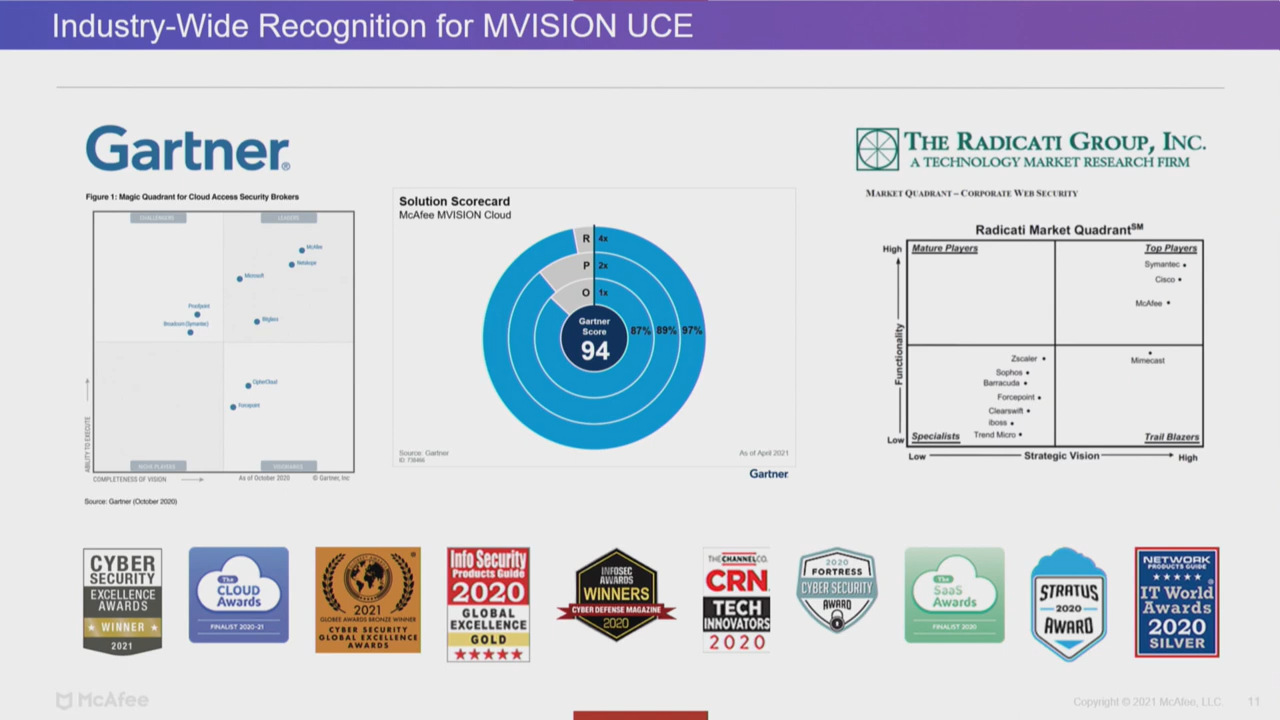 Industry-Wide Recognition for MVISION UCE
Gartner®
Figure 1: Magic Quadrant for Cloud Access Security Brokers
CHALLENGERS
LEADERS
McAfee
Netskope
Microsoft
Proofpoint
Broadcom (Symantec)
Bitglass
CipherCloud
Forcepoint
ABILITY TO EXECUTE
NICHE PLAYERS
VISIONARIES
COMPLETENESS OF VISION
As of October 2020
© Gartner, Inc
Source: Gartner (October 2020)
Solution Scorecard
McAfee MVISION Cloud
R 4x
P 2x
O 1x
Gartner
Score
94
87% 89% 97%
Source: Gartner
ID: 738466
As of April 2021
Gartner
THE RADICATI GROUP, INC.
A TECHNOLOGY MARKET RESEARCH FIRM
MARKET QUADRANT – CORPORATE WEB SECURITY
Radicati Market QuadrantSM
High
Mature Players
Top Players
Symantec
Cisco
McAfee
Functionality
Zscaler
Sophos
Barracuda
Forcepoint
Clearswift
iboss
Trend Micro
Mimecast
Low
Specialists
Trail Blazers
Low
Strategic Vision
High
CYBER
SECURITY
EXCELLENCE
AWARDS
WINNER
2021
The
CLOUD
Awards
FINALIST 2020-21
2021
GLOBEE AWARDS BRONZE WINNER
CYBER SECURITY
GLOBAL EXCELLENCE
AWARDS
Info Security
Products Guide
2020
GLOBAL
EXCELLENCE
GOLD
INFOSEC
AWARDS
WINNERS
CYBER DEFENSE MAGAZINE
2020
THE CHANNEL CO.
CRN
TECH
INNOVATORS
2020
2020
FORTRESS
CYBER SECURITY
AWARD
The
SaaS
Awards
FINALIST 2020
STRATUS
2020
AWARD
NETWORK
PRODUCTS GUIDE
®
IT World
Awards
2020
SILVER
McAfee
Copyright © 2021 McAfee, LLC.
11